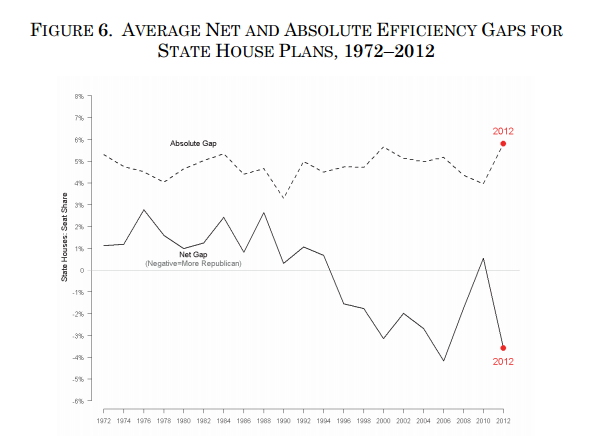 FIGURE 6. AVERAGE NET AND ABSOLUTE EFFICIENCY GAPS FOR
STATE HOUSE PLANS, 1972–2012
8%
7%
6%
5%
4%
3%
2%
1%
0
-1%
-2%
-3%
-4%
-5%
-6%
State Houses: Seat Share
Absolute Gap
2012
Net Gap
(Negative=More Republican)
2012
1972 1974 1976 1978 1980 1982 1984 1986 1988 1990 1992 1994 1996 1998 2000 2002 2004 2006 2008 2010 2012